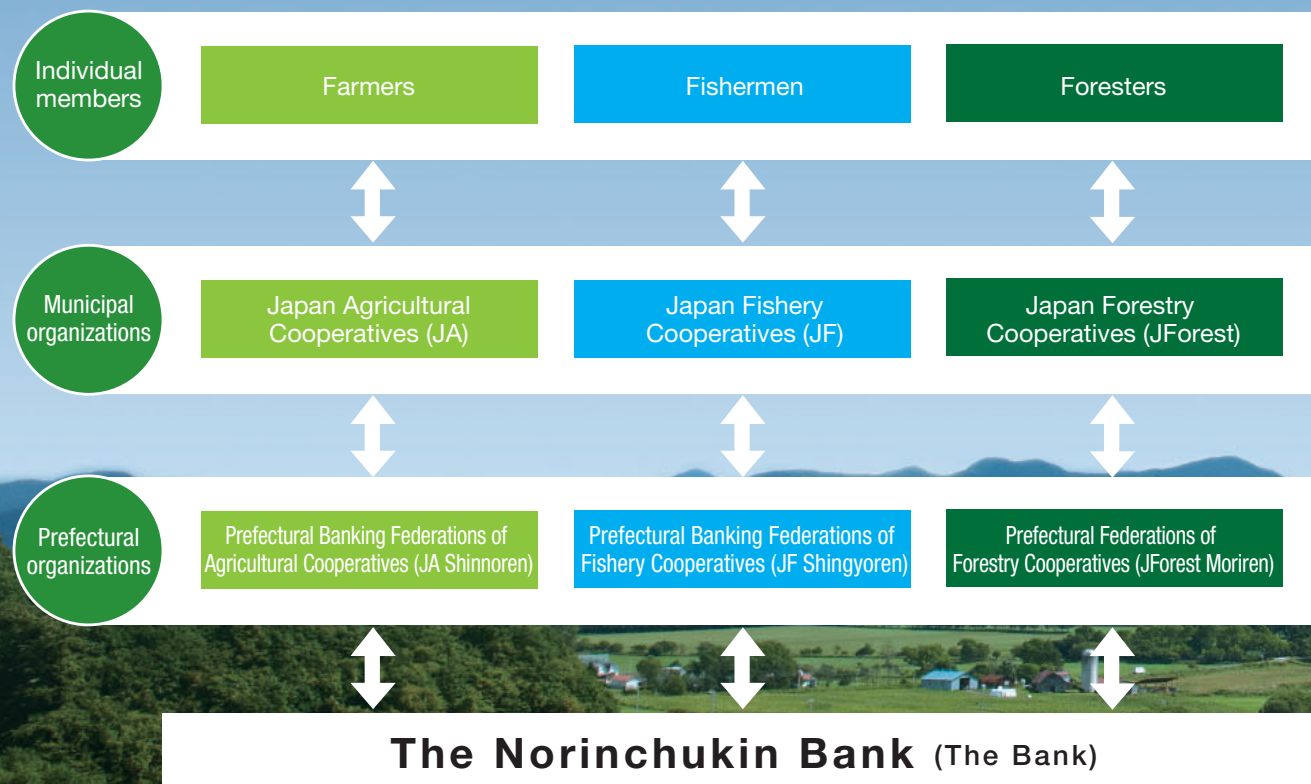 Individual
members
Farmers
Fishermen
Foresters
Municipal
organizations
Japan Agricultural
Cooperatives (JA)
Japan Fishery
Cooperatives (JF)
Japan Forestry
Cooperatives (JForest)
Prefectural
organizations
Prefectural Banking Federations of
Agricultural Cooperatives (JA Shinnoren)
Prefectural Banking Federations of
Fishery Cooperatives (JF Shingyoren)
Prefectural Federations of
Forestry Cooperatives (JForest Moriren)
The Norinchukin Bank (The Bank)